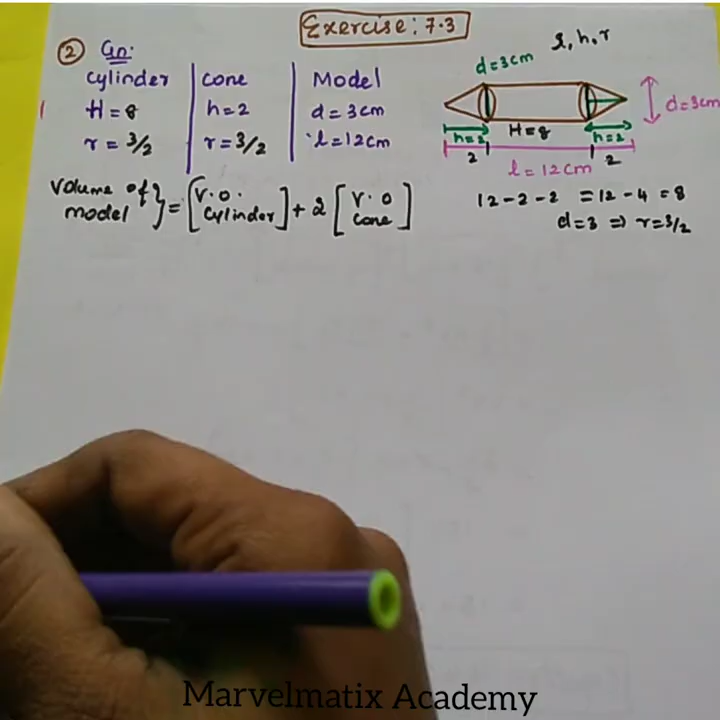 Exercise: 7.3
② Gn:
Cylinder Cone Model
H = 8 h = 2 d = 3cm
r = 3/2 r = 3/2 l = 12cm
l, h, r
d = 3cm
d = 3cm
h = 2 H = 8 h = 2
2 2
l = 12cm
12 - 2 - 2 = 12 - 4 = 8
d = 3 ⇒ r = 3/2
Volume of model } = [V.O. Cylinder] + 2 [V.O Cone]
Marvelmatix Academy